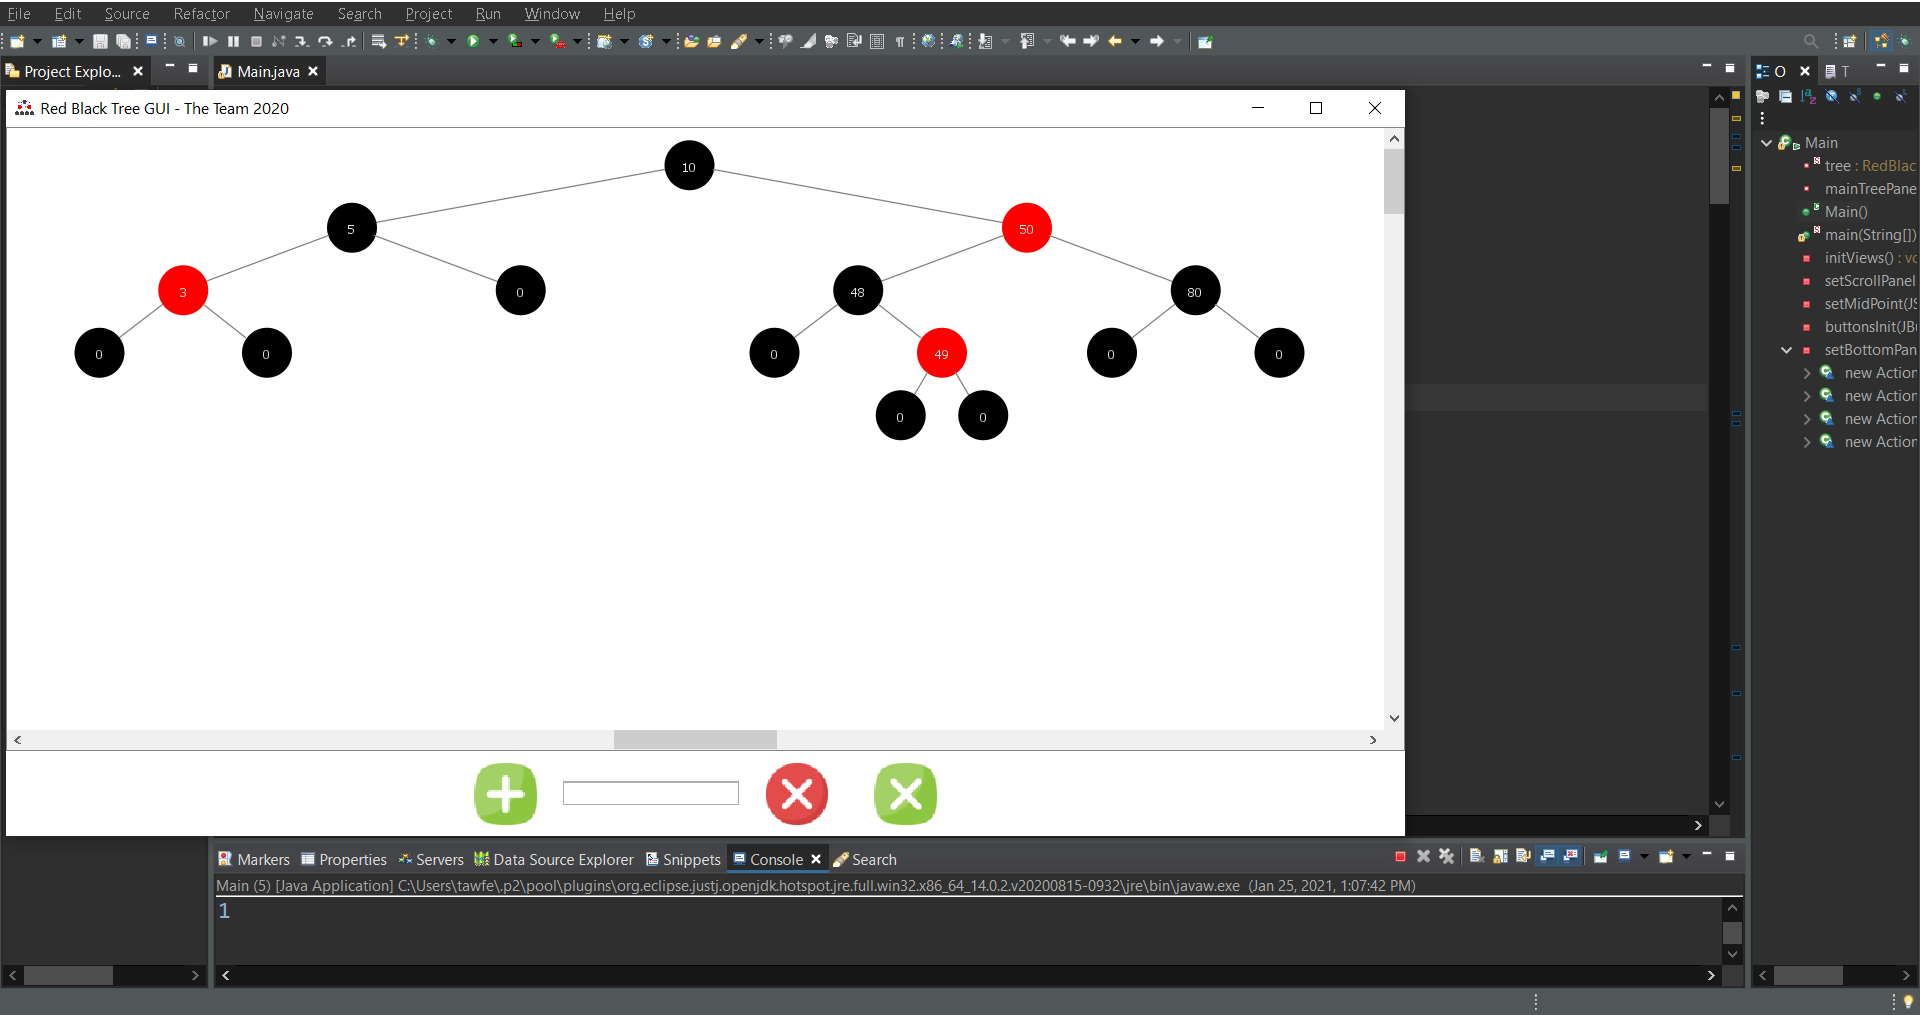 File Edit Source Refactor Navigate Search Project Run Window Help
Project Explo... Main.java O T
Red Black Tree GUI - The Team 2020
10
5 50
3 0 48 80
0 0 0 49 0 0
0 0
Main
tree : RedBlac
mainTreePane
Main()
main(String[])
initViews() : vo
setScrollPanel
setMidPoint(JS
buttonsInit(JBu
setBottomPan
new Action
new Action
new Action
new Action
Markers Properties Servers Data Source Explorer Snippets Console Search
Main (5) [Java Application] C:\Users\tawfe\.p2\pool\plugins\org.eclipse.justj.openjdk.hotspot.jre.full.win32.x86_64_14.0.2.v20200815-0932\jre\bin\javaw.exe (Jan 25, 2021, 1:07:42 PM)
1